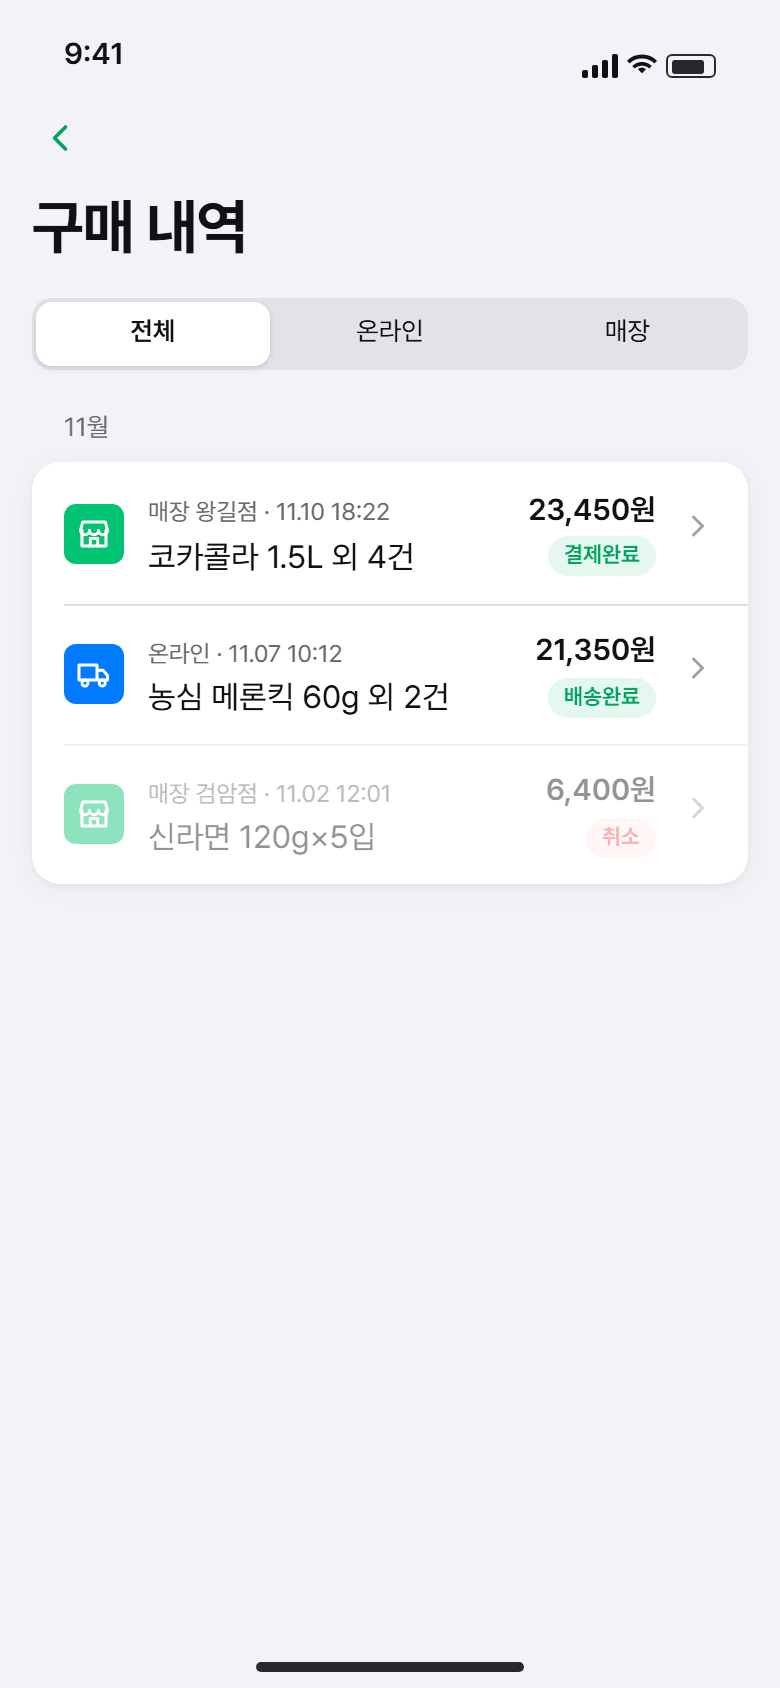 9:41
구매 내역
전체
온라인
매장
11월
매장 왕길점 · 11.10 18:22
23,450원
코카콜라 1.5L 외 4건
결제완료
온라인 · 11.07 10:12
21,350원
농심 메론킥 60g 외 2건
배송완료
매장 검암점 · 11.02 12:01
6,400원
신라면 120g×5입
취소